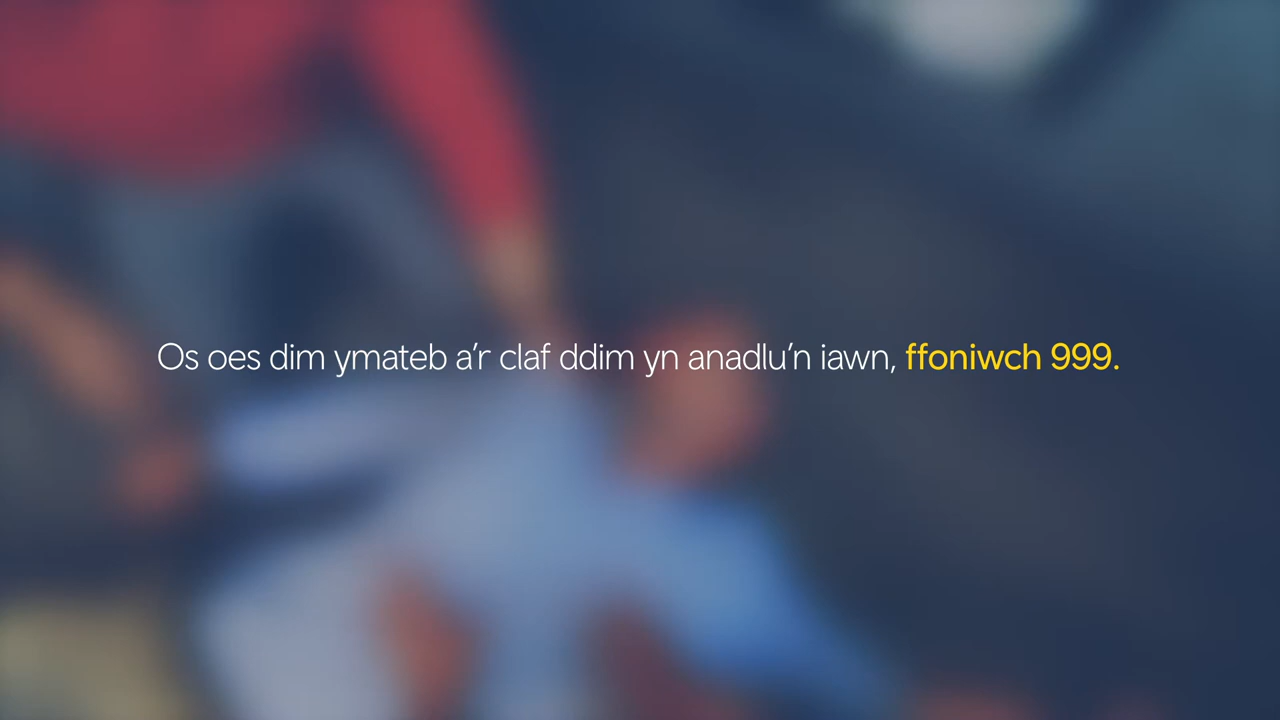 Os oes dim ymateb a’r claf ddim yn anadlu’n iawn, ffoniwch 999.